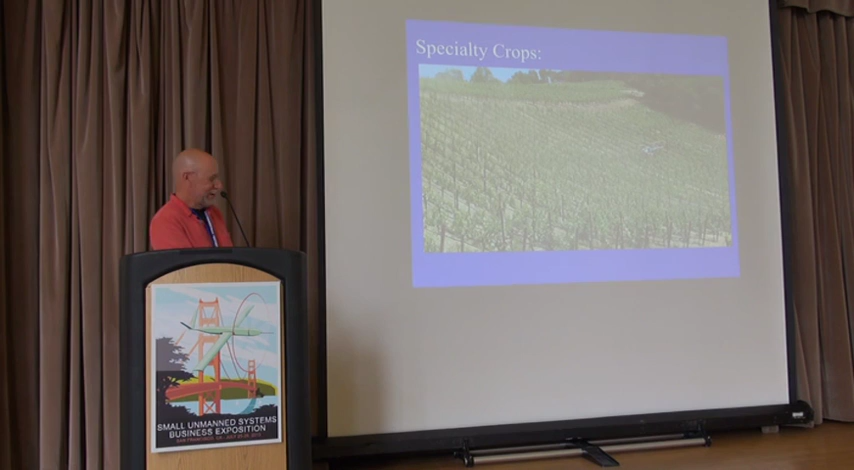 Specialty Crops:
SMALL UNMANNED SYSTEMS
BUSINESS EXPOSITION